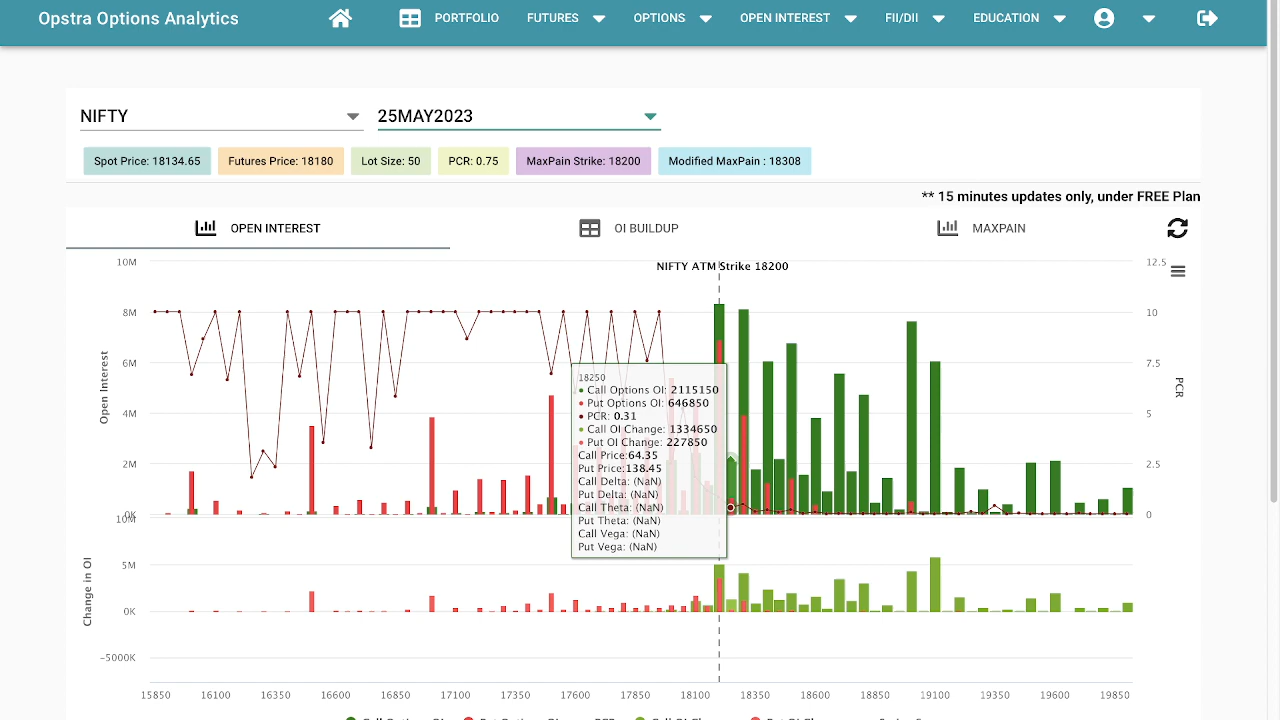 Opstra Options Analytics
PORTFOLIO
FUTURES
OPTIONS
OPEN INTEREST
FII/DII
EDUCATION
NIFTY
25MAY2023
Spot Price: 18134.65
Futures Price: 18180
Lot Size: 50
PCR: 0.75
MaxPain Strike: 18200
Modified MaxPain : 18308
** 15 minutes updates only, under FREE Plan
OPEN INTEREST
OI BUILDUP
MAXPAIN
NIFTY ATM Strike 18200
10M
8M
6M
4M
2M
0K
Open Interest
12.5
10
7.5
5
2.5
0
PCR
18250
Call Options OI: 2115150
Put Options OI: 646850
PCR: 0.31
Call OI Change: 1334650
Put OI Change: 227850
Call Price:64.35
Put Price:138.45
Call Delta: (NaN)
Put Delta: (NaN)
Call Theta: (NaN)
Put Theta: (NaN)
Call Vega: (NaN)
Put Vega: (NaN)
10M
5M
0K
-5000K
Change in OI
15850 16100 16350 16600 16850 17100 17350 17600 17850 18100 18350 18600 18850 19100 19350 19600 19850